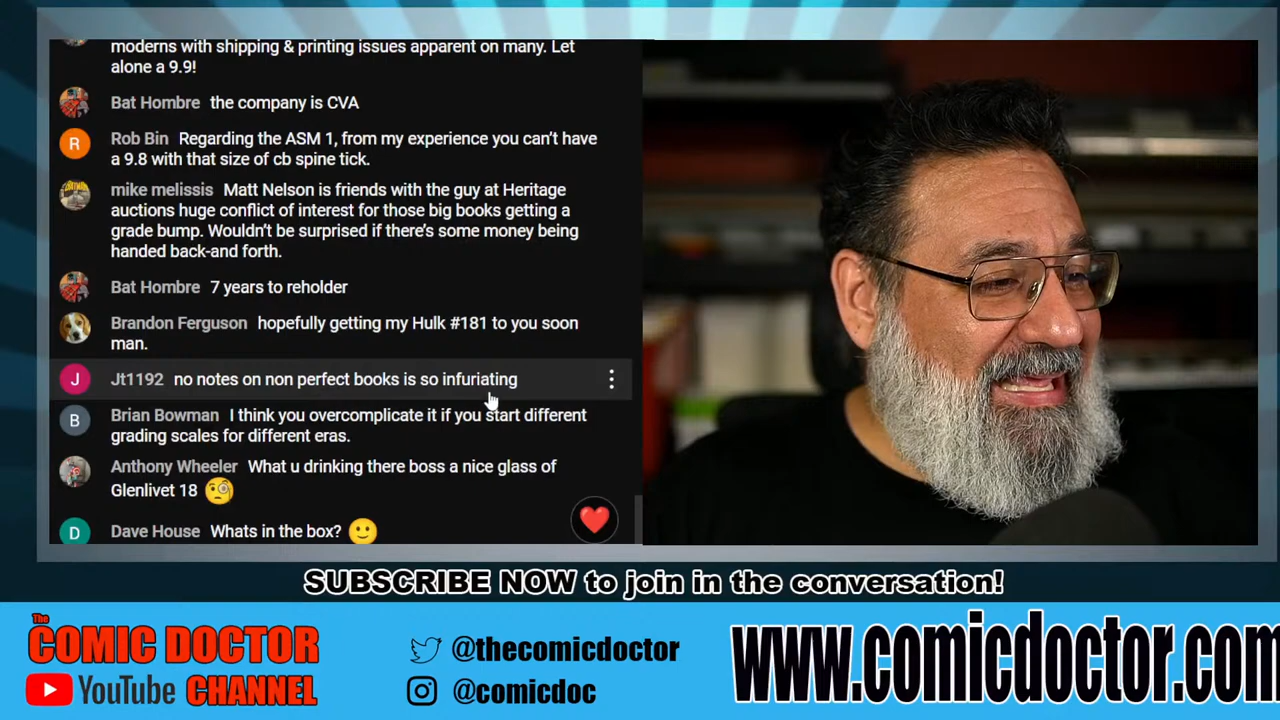 moderns with shipping & printing issues apparent on many. Let
alone a 9.9!
Bat Hombre the company is CVA
R Rob Bin Regarding the ASM 1, from my experience you can't have
a 9.8 with that size of cb spine tick.
mike melissis Matt Nelson is friends with the guy at Heritage
auctions huge conflict of interest for those big books getting a
grade bump. Wouldn't be surprised if there's some money being
handed back-and forth.
Bat Hombre 7 years to reholder
Brandon Ferguson hopefully getting my Hulk #181 to you soon
man.
J Jt1192 no notes on non perfect books is so infuriating
B Brian Bowman I think you overcomplicate it if you start different
grading scales for different eras.
Anthony Wheeler What u drinking there boss a nice glass of
Glenlivet 18 🧐
D Dave House Whats in the box? 🙂
SUBSCRIBE NOW to join in the conversation!
The
COMIC DOCTOR
YouTube CHANNEL
@thecomicdoctor
@comicdoc
www.comicdoctor.com